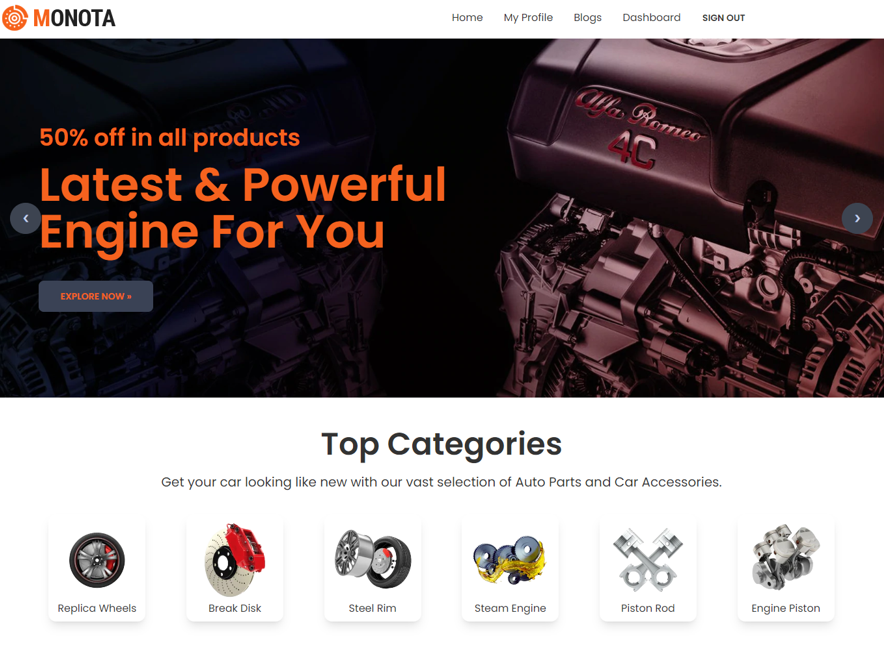 MONOTA
Home My Profile Blogs Dashboard SIGN OUT
Alfa Romeo
4C
50% off in all products
Latest & Powerful
Engine For You
‹ ›
EXPLORE NOW »
Top Categories
Get your car looking like new with our vast selection of Auto Parts and Car Accessories.
Replica Wheels Break Disk Steel Rim Steam Engine Piston Rod Engine Piston